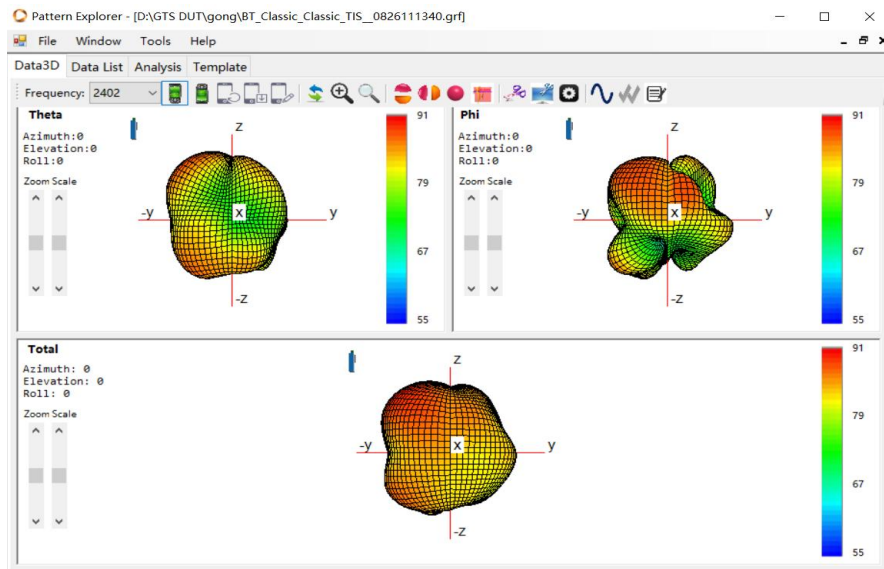 Pattern Explorer - [D:\GTS DUT\gong\BT_Classic_Classic_TIS__0826111340.grf]
File Window Tools Help
Data3D Data List Analysis Template
Frequency: 2402
Theta
Azimuth:0
Elevation:0
Roll:0
Zoom Scale
z
-y
x
y
-z
91
79
67
55
Phi
Azimuth:0
Elevation:0
Roll:0
Zoom Scale
z
-y
x
y
-z
91
79
67
55
Total
Azimuth: 0
Elevation: 0
Roll: 0
Zoom Scale
z
-y
x
y
-z
91
79
67
55